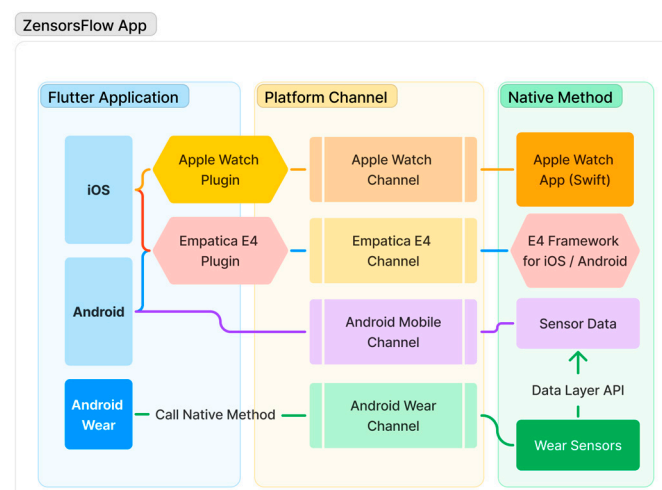 ZensorsFlow App
Flutter Application
Platform Channel
Native Method
iOS
Apple Watch
Plugin
Apple Watch
Channel
Apple Watch
App (Swift)
Empatica E4
Plugin
Empatica E4
Channel
E4 Framework
for iOS / Android
Android
Android Mobile
Channel
Sensor Data
Data Layer API
Android
Wear
Call Native Method
Android Wear
Channel
Wear Sensors